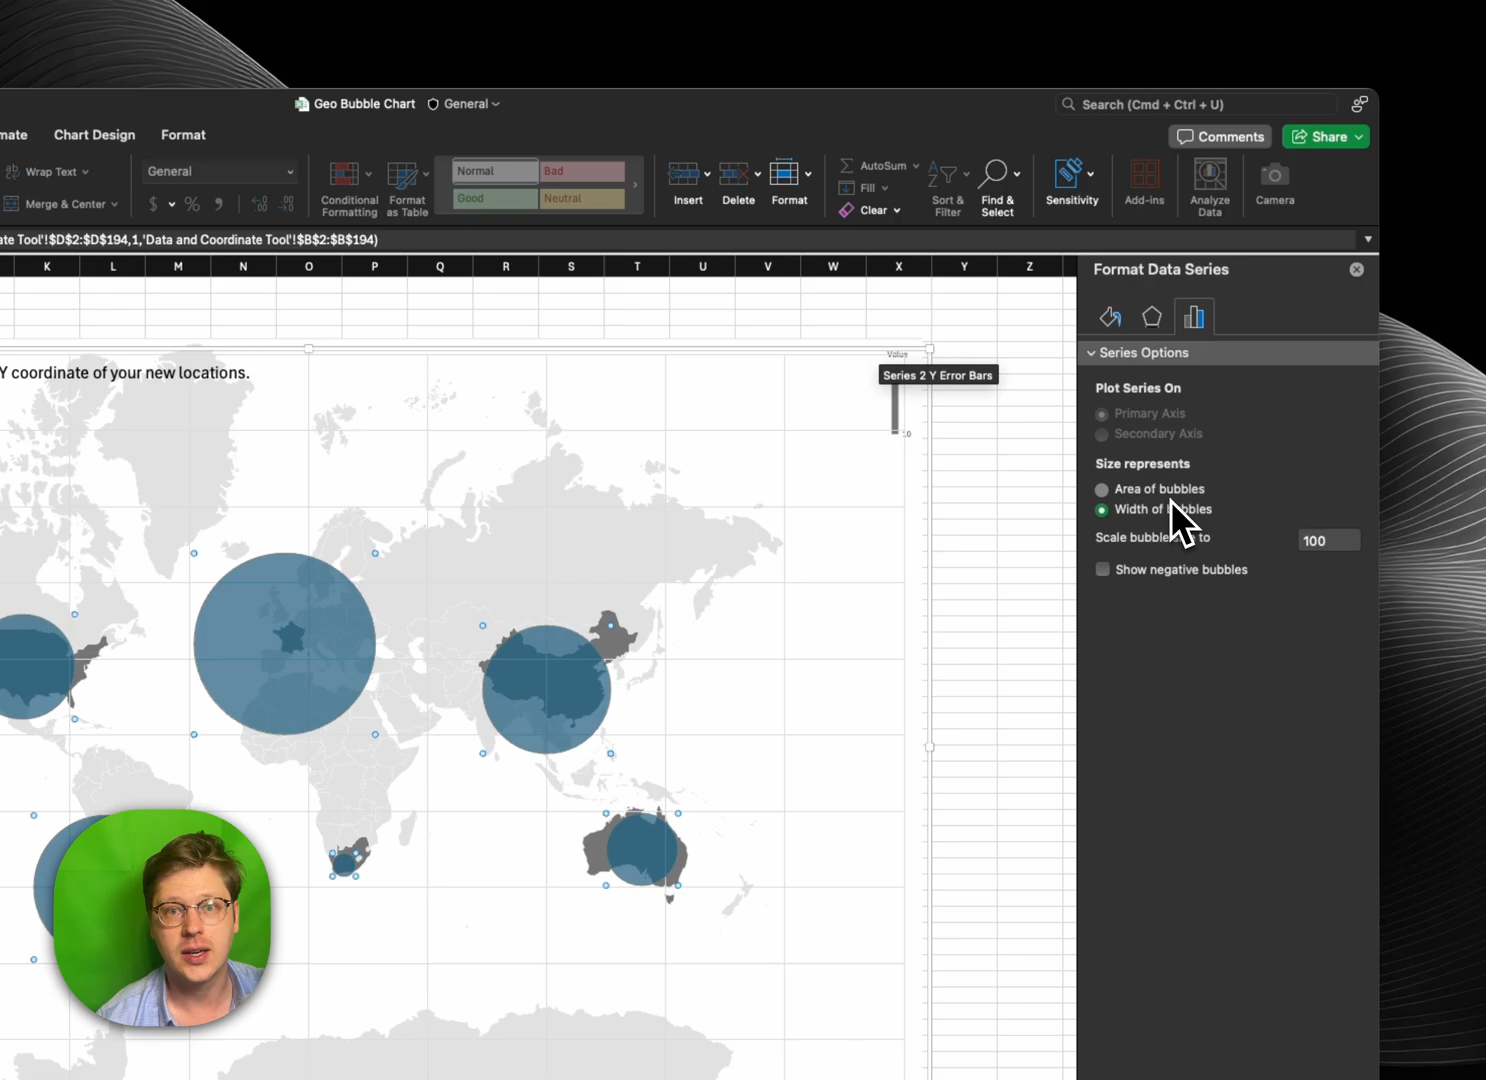 Geo Bubble Chart General
Search (Cmd + Ctrl + U)
mate Chart Design Format
Comments Share
Wrap Text
General
Merge & Center
$ %
Conditional Formatting
Format as Table
Normal Bad
Good Neutral
Insert Delete Format
AutoSum
Fill
Clear
Sort & Filter
Find & Select
Sensitivity
Add-ins
Analyze Data
Camera
ate Tool'!$D$2:$D$194,1,'Data and Coordinate Tool'!$B$2:$B$194)
K L M N O P Q R S T U V W X Y Z
Y coordinate of your new locations.
Value
Series 2 Y Error Bars
Format Data Series
Series Options
Plot Series On
Primary Axis
Secondary Axis
Size represents
Area of bubbles
Width of bubbles
Scale bubble to
100
Show negative bubbles